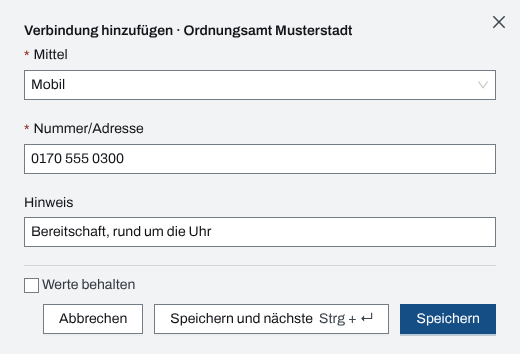 Verbindung hinzufügen · Ordnungsamt Musterstadt
* Mittel
Mobil
* Nummer/Adresse
0170 555 0300
Hinweis
Bereitschaft, rund um die Uhr
Werte behalten
Abbrechen
Speichern und nächste Strg + ↵
Speichern